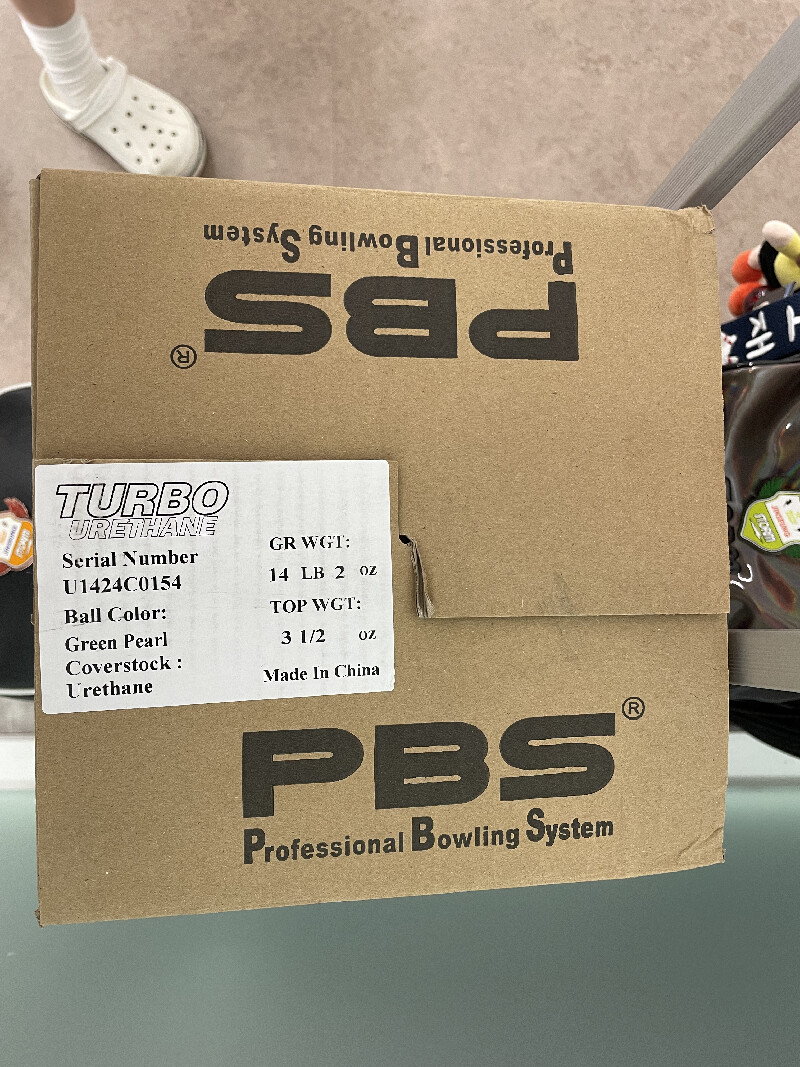 Professional Bowling System
PBS®
TURBO
URETHANE
Serial Number
U1424C0154
Ball Color:
Green Pearl
Coverstock :
Urethane
GR WGT:
14 LB 2 oz
TOP WGT:
3 1/2 oz
Made In China
PBS®
Professional Bowling System